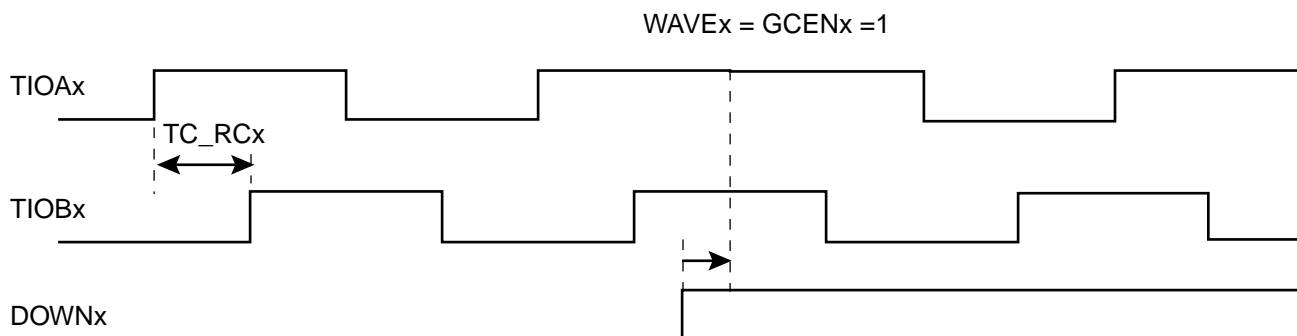 WAVEx = GCENx =1
TIOAx
TC_RCx
TIOBx
DOWNx